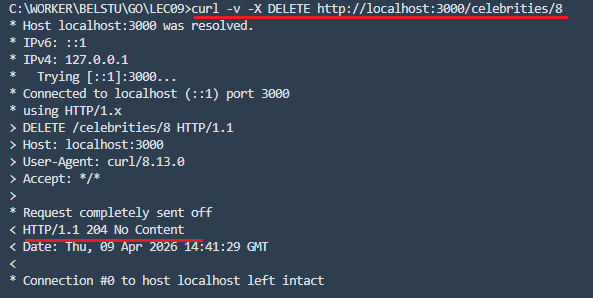 C:\WORKER\BELSTU\GO\LEC09>curl -v -X DELETE http://localhost:3000/celebrities/8
* Host localhost:3000 was resolved.
* IPv6: ::1
* IPv4: 127.0.0.1
*   Trying [::1]:3000...
* Connected to localhost (::1) port 3000
* using HTTP/1.x
> DELETE /celebrities/8 HTTP/1.1
> Host: localhost:3000
> User-Agent: curl/8.13.0
> Accept: */*
>
* Request completely sent off
< HTTP/1.1 204 No Content
< Date: Thu, 09 Apr 2026 14:41:29 GMT
<
* Connection #0 to host localhost left intact